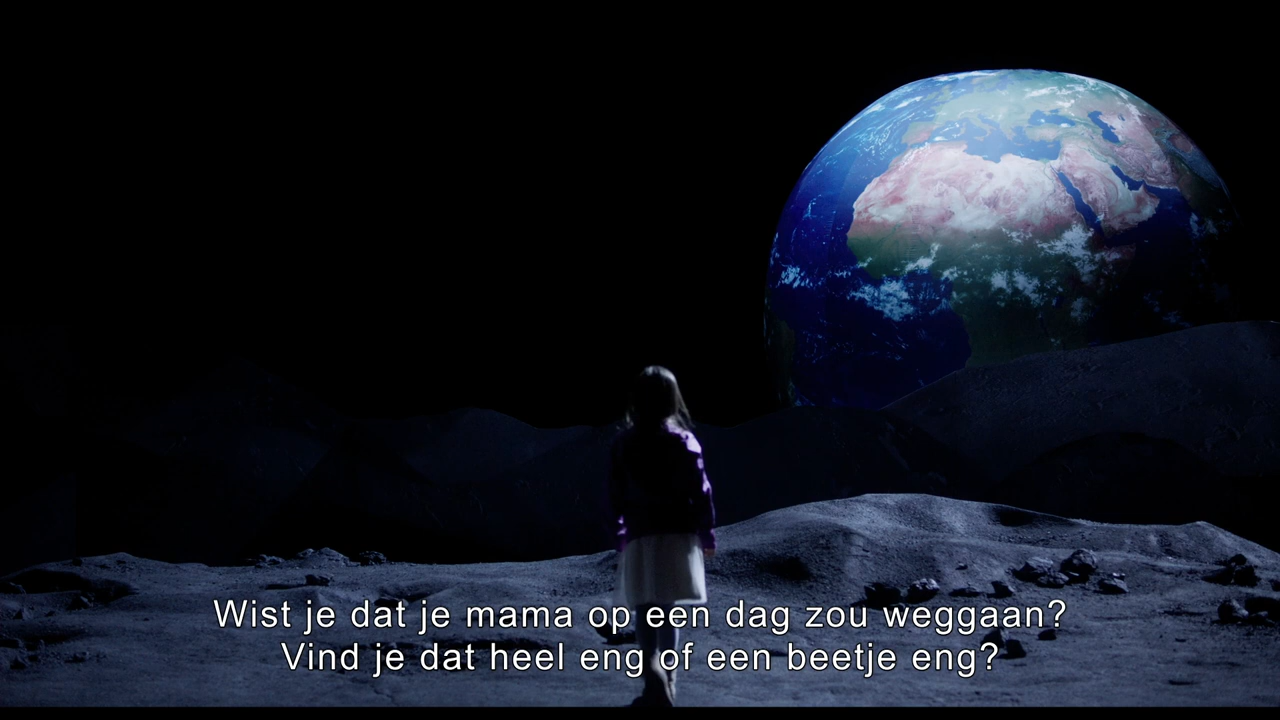 Wist je dat je mama op een dag zou weggaan?
Vind je dat heel eng of een beetje eng?